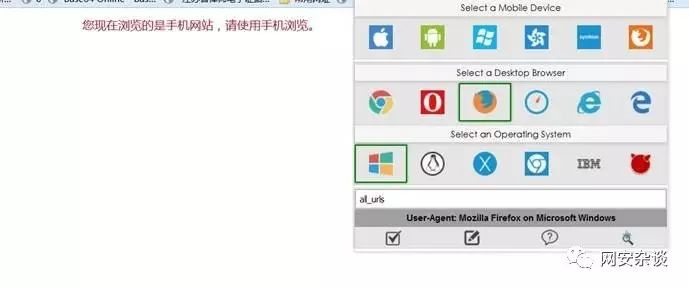 Select a Mobile Device
您现在浏览的是手机网站，请使用手机浏览。
symbian
Select a Desktop Browser
Select an Operating System
IBM
all_urls
User-Agent: Mozilla Firefox on Microsoft Windows
网安杂谈